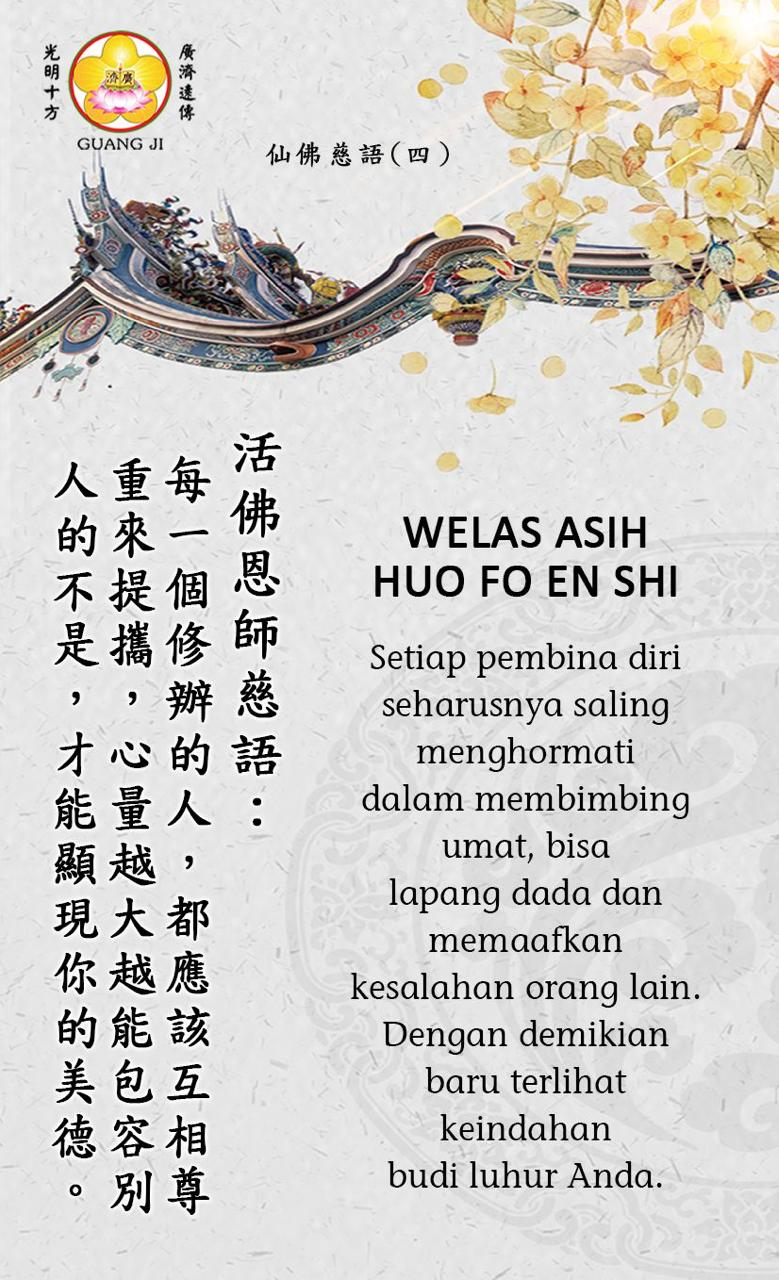 光明十方
廣濟
廣濟遠傳
GUANG JI
仙佛慈語(四)
活佛恩師慈語：
每一個修辦的人，都應該互相尊
重來提攜，心量越大越能包容別
人的不是，才能顯現你的美德。
WELAS ASIH
HUO FO EN SHI
Setiap pembina diri
seharusnya saling
menghormati
dalam membimbing
umat, bisa
lapang dada dan
memaafkan
kesalahan orang lain.
Dengan demikian
baru terlihat
keindahan
budi luhur Anda.